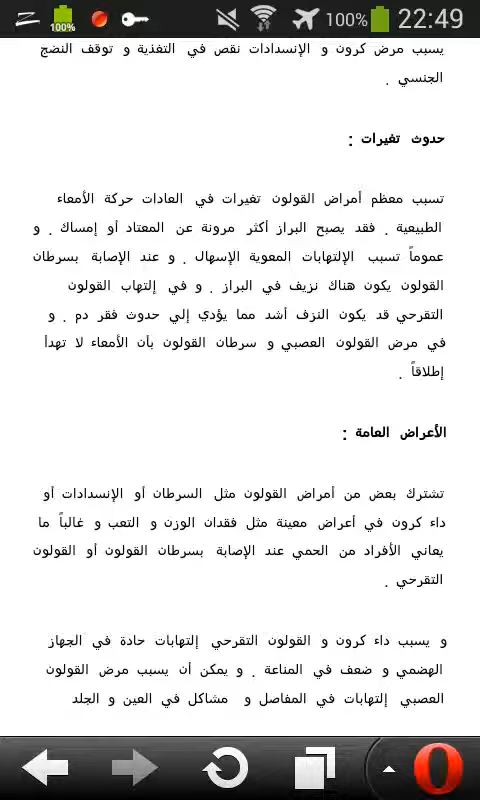 100% 100% 22:49
يسبب مرض كرون و الإنسدادات نقص في التغذية و توقف النضج
الجنسي .
حدوث تغيرات :
تسبب معظم أمراض القولون تغيرات في العادات حركة الأمعاء
الطبيعية . فقد يصبح البراز أكثر مرونة عن المعتاد أو إمساك . و
عموماً تسبب الإلتهابات المعوية الإسهال . و عند الإصابة بسرطان
القولون يكون هناك نزيف في البراز . و في إلتهاب القولون
التقرحي قد يكون النزف أشد مما يؤدي إلي حدوث فقر دم . و
في مرض القولون العصبي و سرطان القولون بأن الأمعاء لا تهدأ
إطلاقاً .
الأعراض العامة :
تشترك بعض من أمراض القولون مثل السرطان أو الإنسدادات أو
داء كرون في أعراض معينة مثل فقدان الوزن و التعب و غالباً ما
يعاني الأفراد من الحمي عند الإصابة بسرطان القولون أو القولون
التقرحي .
و يسبب داء كرون و القولون التقرحي إلتهابات حادة في الجهاز
الهضمي و ضعف في المناعة . و يمكن أن يسبب مرض القولون
العصبي إلتهابات في المفاصل و مشاكل في العين و الجلد